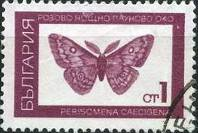 РОЗОВО НОЩНО ПАУНОВО ОКО
БЪЛГАРИЯ
СТ 1
PERISOMENA CAECIGENA